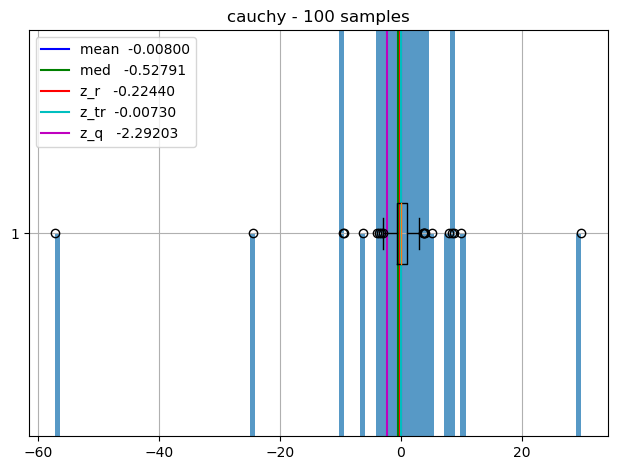 cauchy - 100 samples
mean -0.00800
med -0.52791
z_r -0.22440
z_tr -0.00730
z_q -2.29203
1
−60 −40 −20 0 20